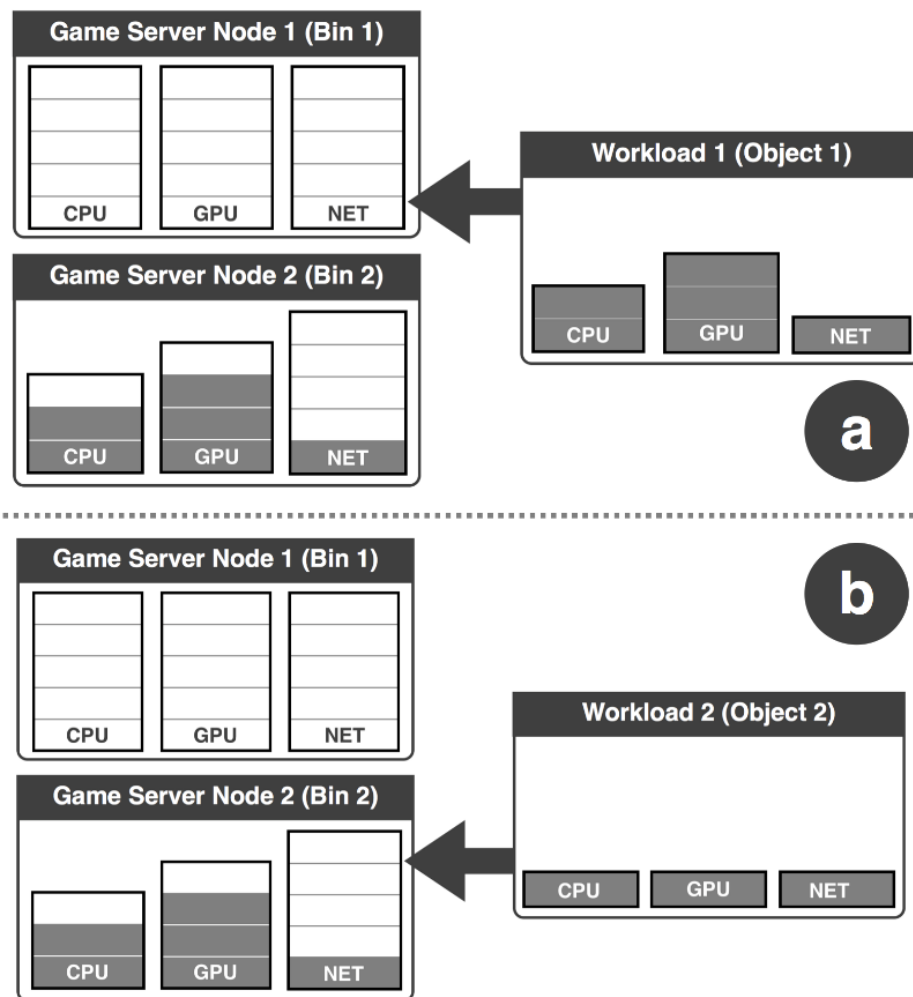 Game Server Node 1 (Bin 1)
CPU GPU NET
Workload 1 (Object 1)
CPU GPU NET
Game Server Node 2 (Bin 2)
CPU GPU NET
a
b
Game Server Node 1 (Bin 1)
CPU GPU NET
Workload 2 (Object 2)
CPU GPU NET
Game Server Node 2 (Bin 2)
CPU GPU NET